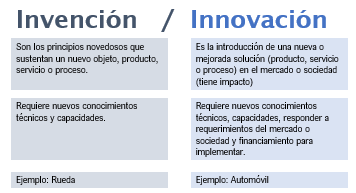 Invención / Innovación
Son los principios novedosos que
sustentan un nuevo objeto, producto,
servicio o proceso.
Es la introducción de una nueva o
mejorada solución (producto, servicio
o proceso) en el mercado o sociedad
(tiene impacto)
Requiere nuevos conocimientos
técnicos y capacidades.
Requiere nuevos conocimientos
técnicos, capacidades, responder a
requerimientos del mercado o
sociedad y financiamiento para
implementar.
Ejemplo: Rueda
Ejemplo: Automóvil